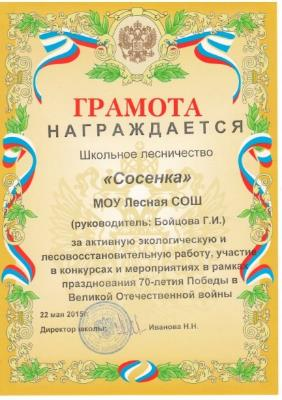 ГРАМОТА
НАГРАЖДАЕТСЯ
Школьное лесничество
«Сосенка»
МОУ Лесная СОШ
(руководитель: Бойцова Г.И.)
за активную экологическую и
лесовосстановительную работу, участие
в конкурсах и мероприятиях в рамках
празднования 70-летия Победы в
Великой Отечественной войны
22 мая 2015г.
Директор школы: Иванова Н.Н.